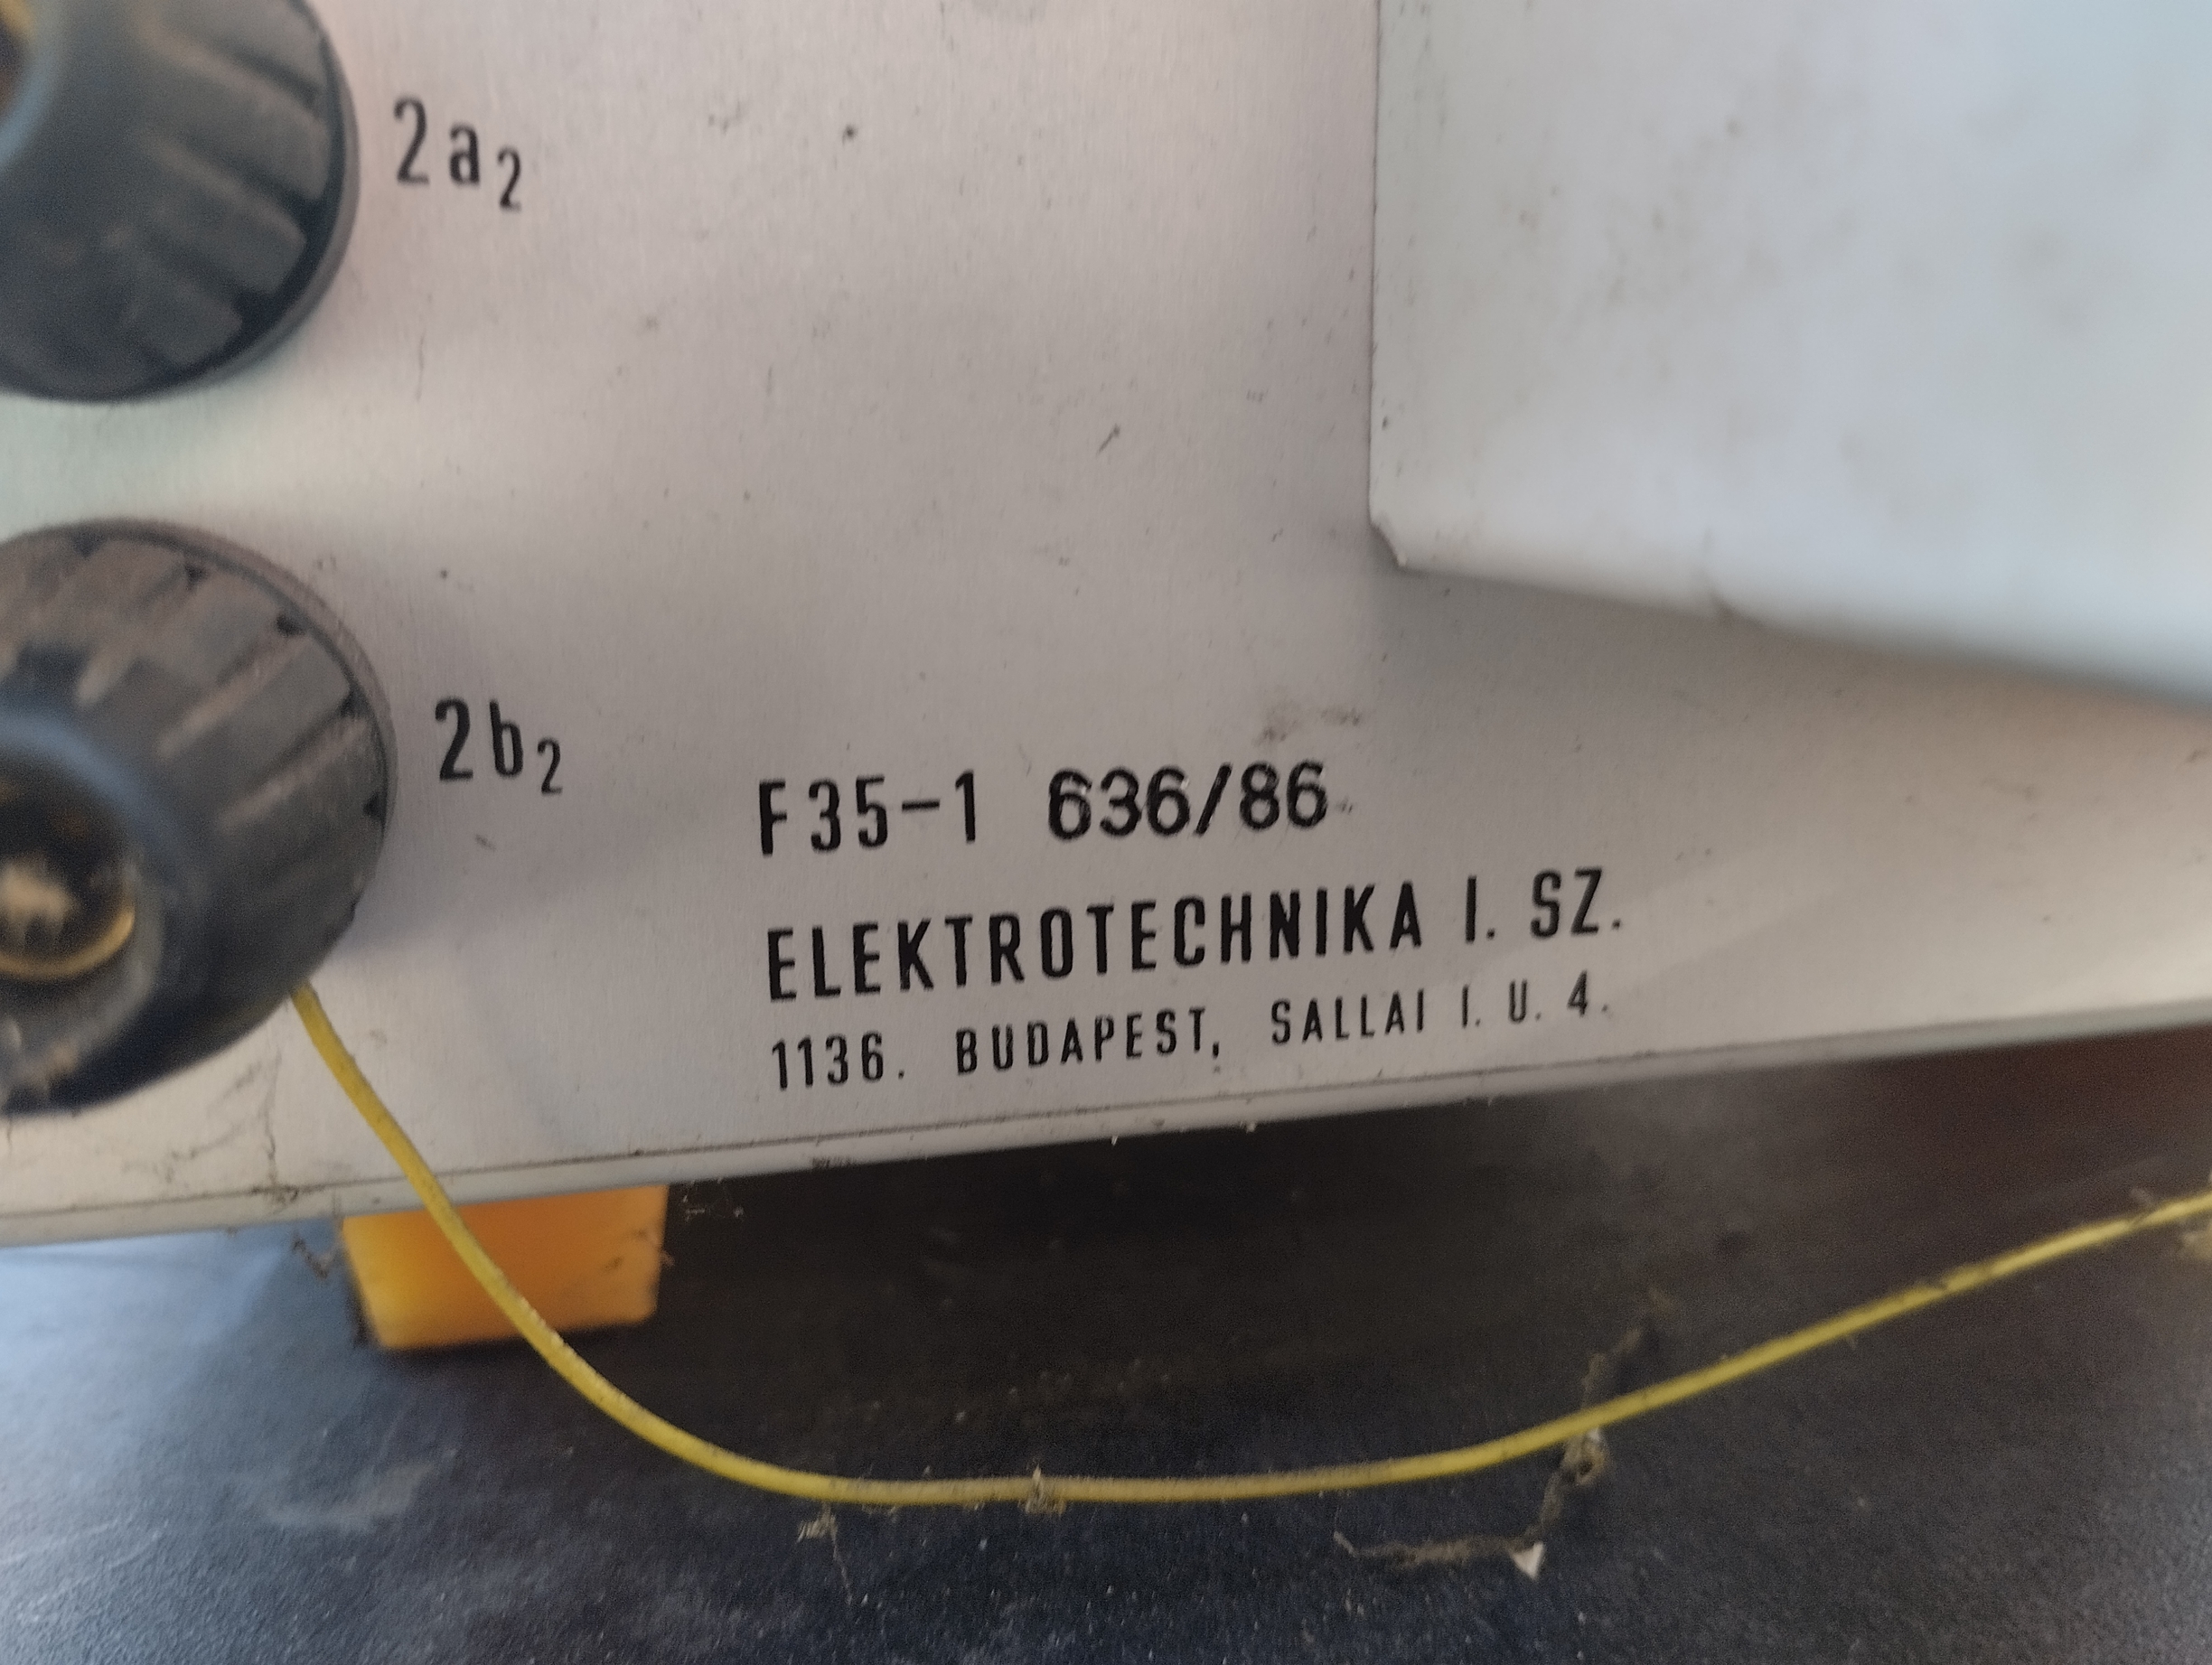 2a₂
2b₂
F35-1 636/86
ELEKTROTECHNIKA I. SZ.
1136. BUDAPEST, SALLAI I. U. 4.